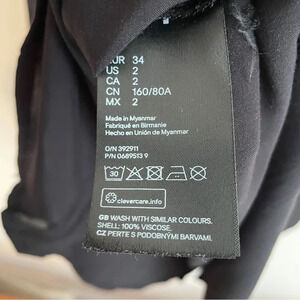 EUR 34
US 2
CA 2
CN 160/80A
MX 2
Made in Myanmar
Fabriqué en Birmanie
Hecho en Unión de Myanmar
O/N 392911
P/N 0689513 9
30
clevercare.info
GB WASH WITH SIMILAR COLOURS.
SHELL: 100% VISCOSE.
CZ PERTE S PODOBNÝMI BARVAMI.